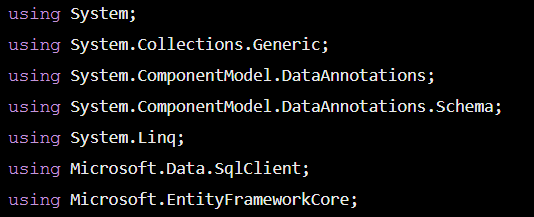 using System;
using System.Collections.Generic;
using System.ComponentModel.DataAnnotations;
using System.ComponentModel.DataAnnotations.Schema;
using System.Linq;
using Microsoft.Data.SqlClient;
using Microsoft.EntityFrameworkCore;